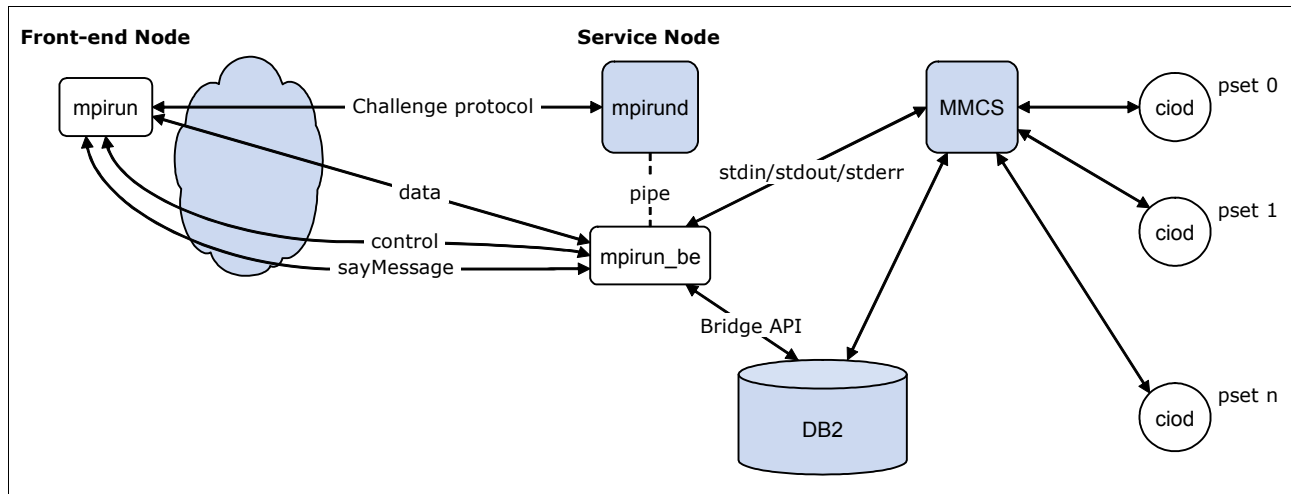 Front-end Node
Service Node
mpirun
Challenge protocol
mpirund
MMCS
ciod
pset 0
data
pipe
stdin/stdout/stderr
ciod
pset 1
control
sayMessage
mpirun_be
Bridge API
DB2
ciod
pset n